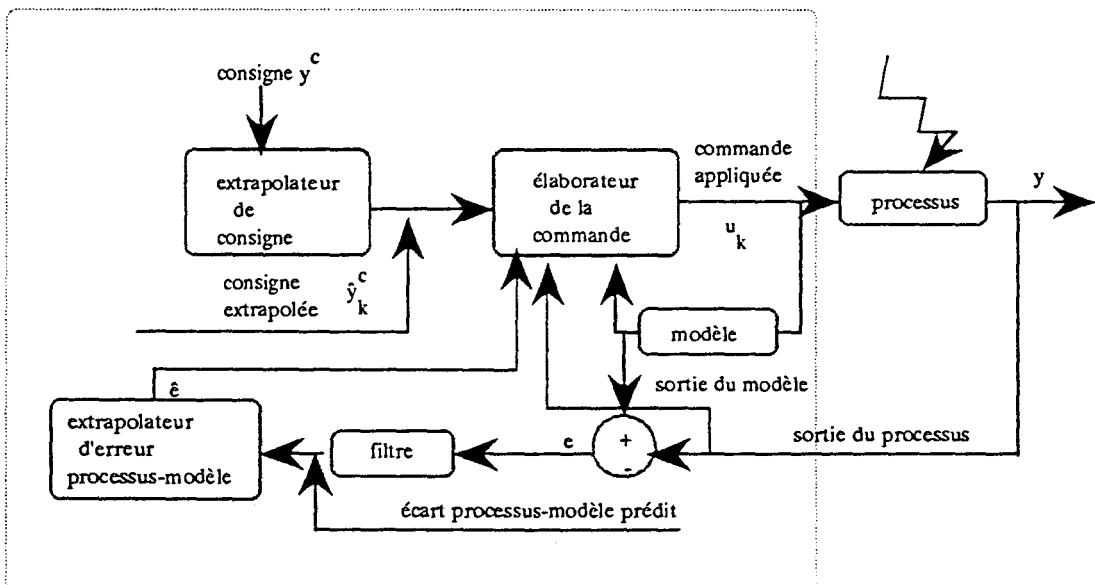 consigne y^c
extrapolateur
de
consigne
élaborateur
de la
commande
commande
appliquée
u_k
processus
y
consigne
extrapolée
ŷ_k^c
modèle
sortie du modèle
ê
extrapolateur
d'erreur
processus-modèle
filtre
e
+
-
sortie du processus
écart processus-modèle prédit